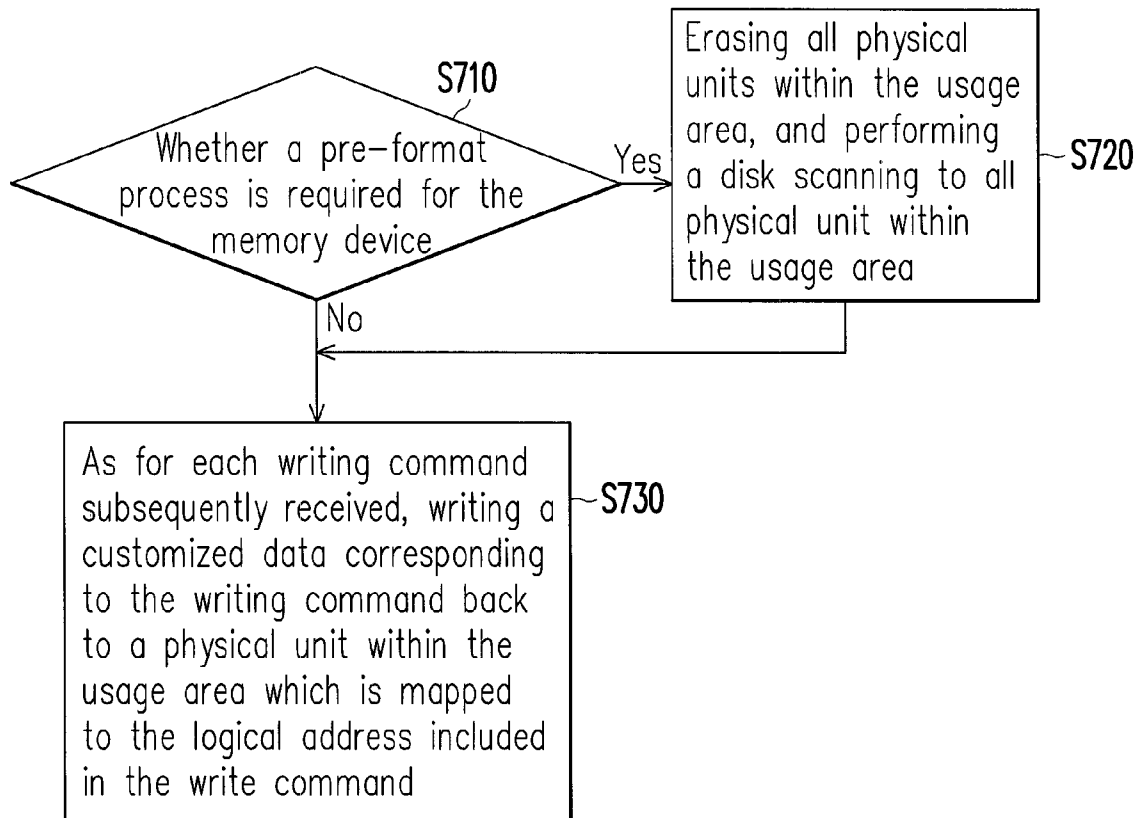 S710
Whether a pre-format
process is required for the
memory device
Yes
No
Erasing all physical
units within the usage
area, and performing
a disk scanning to all
physical unit within
the usage area
S720
As for each writing command
subsequently received, writing a
customized data corresponding
to the writing command back
to a physical unit within the
usage area which is mapped
to the logical address included
in the write command
S730